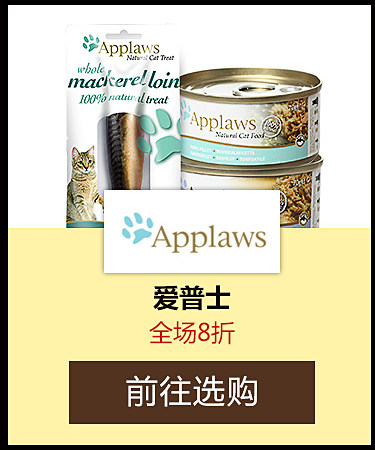 Applaws
Natural Cat Treat
whole
mackerel loin
100% natural treat
Applaws
Natural Cat Food
Applaws
爱普士
全场8折
前往选购